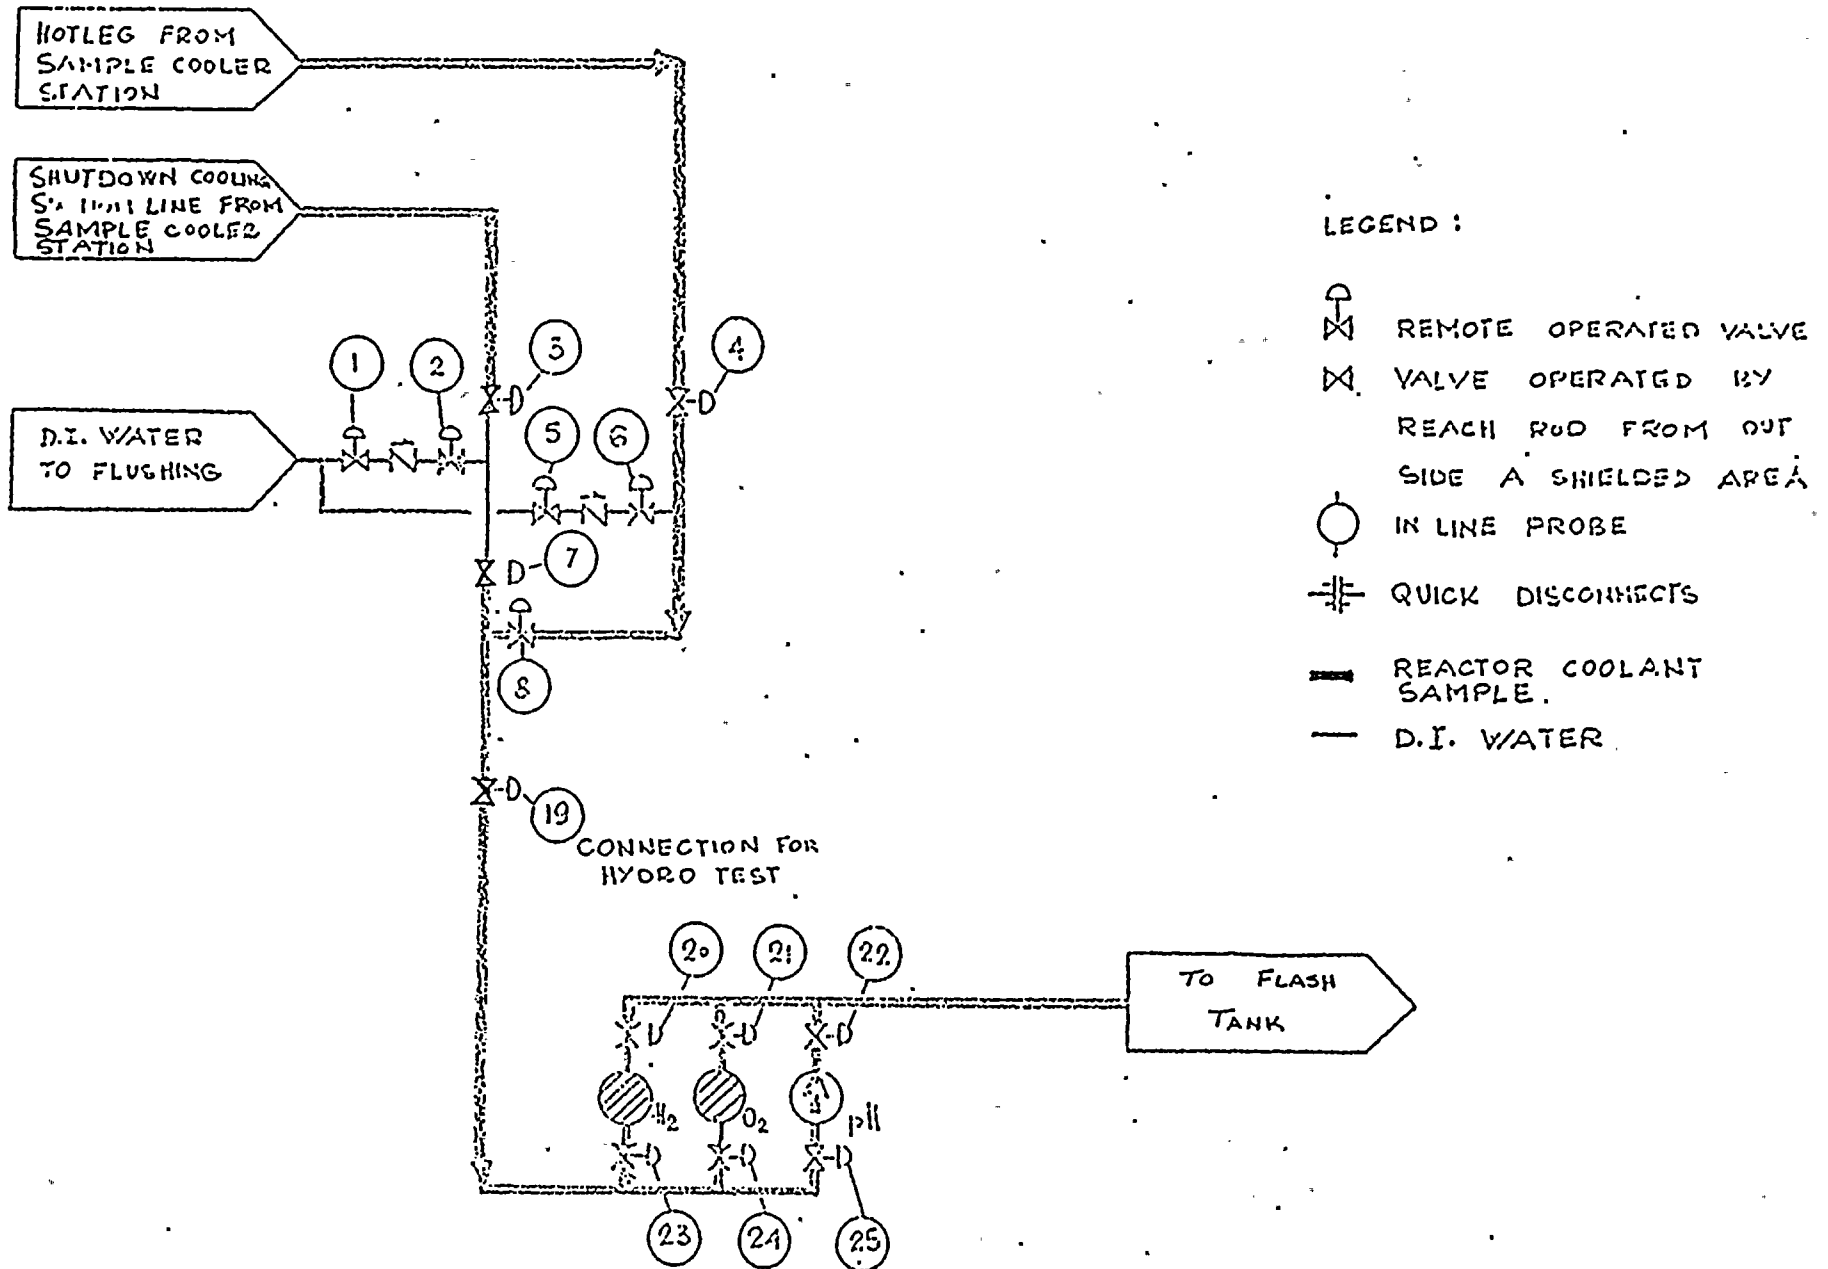 HOTLEG FROM
SAMPLE COOLER
STATION
SHUTDOWN COOLING
LINE FROM
SAMPLE COOLER
STATION
D.I. WATER
TO FLUSHING
1
2
3
4
5
6
7
8
19
CONNECTION FOR
HYDRO TEST
20
21
22
H2
O2
pH
23
24
25
TO FLASH
TANK
LEGEND :
REMOTE OPERATED VALVE
VALVE OPERATED BY
REACH ROD FROM OUT
SIDE A SHIELDED AREA
IN LINE PROBE
QUICK DISCONNECTS
REACTOR COOLANT
SAMPLE.
D.I. WATER